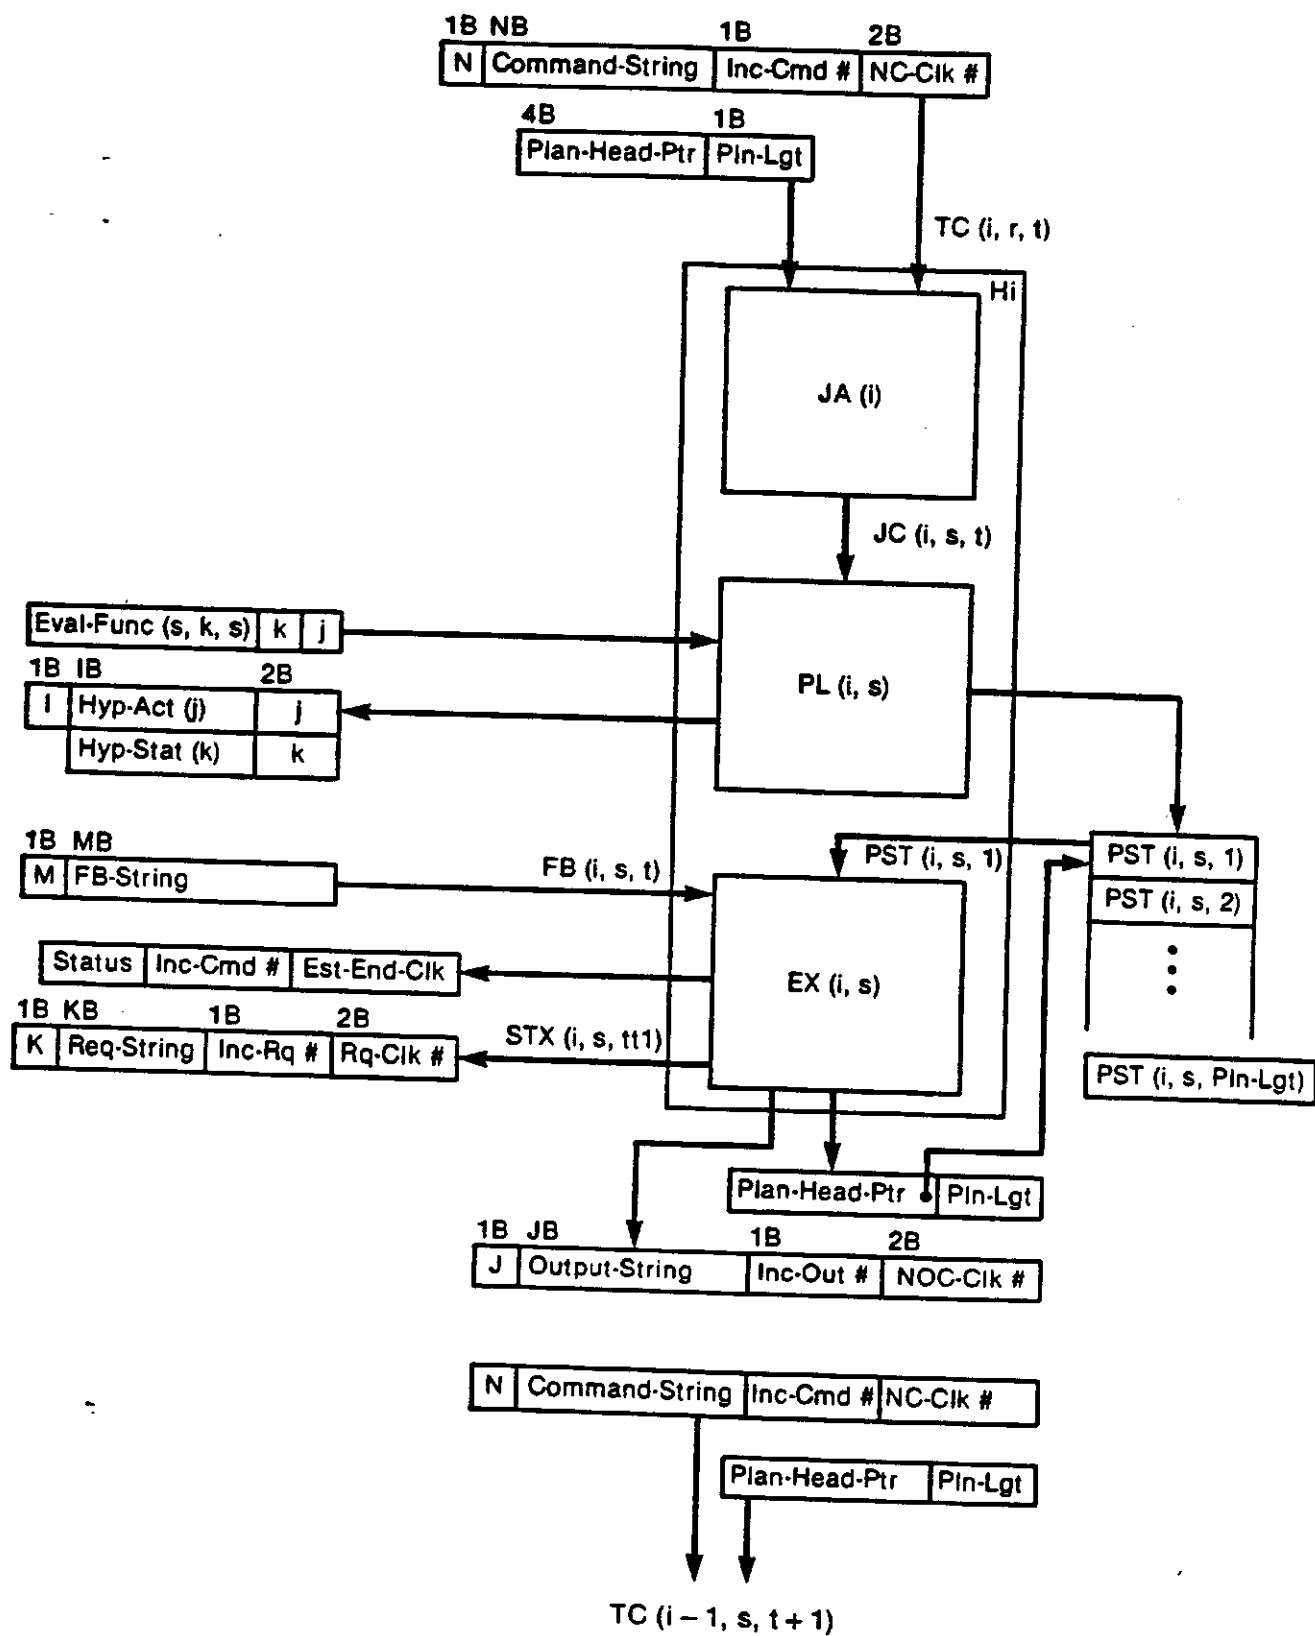 1B NB 1B 2B
N Command-String Inc-Cmd # NC-Clk #
4B 1B
Plan-Head-Ptr Pln-Lgt
TC (i, r, t)
Hi
JA (i)
JC (i, s, t)
Eval-Func (s, k, s) k j
1B IB 2B
PL (i, s)
I Hyp-Act (j) j
Hyp-Stat (k) k
1B MB
M FB-String
FB (i, s, t)
PST (i, s, 1)
PST (i, s, 1)
PST (i, s, 2)
Status Inc-Cmd # Est-End-Clk
EX (i, s)
1B KB 1B 2B
K Req-String Inc-Rq # Rq-Clk #
STX (i, s, tt1)
PST (i, s, Pln-Lgt)
Plan-Head-Ptr Pln-Lgt
1B JB 1B 2B
J Output-String Inc-Out # NOC-Clk #
N Command-String Inc-Cmd # NC-Clk #
Plan-Head-Ptr Pln-Lgt
TC (i – 1, s, t + 1)